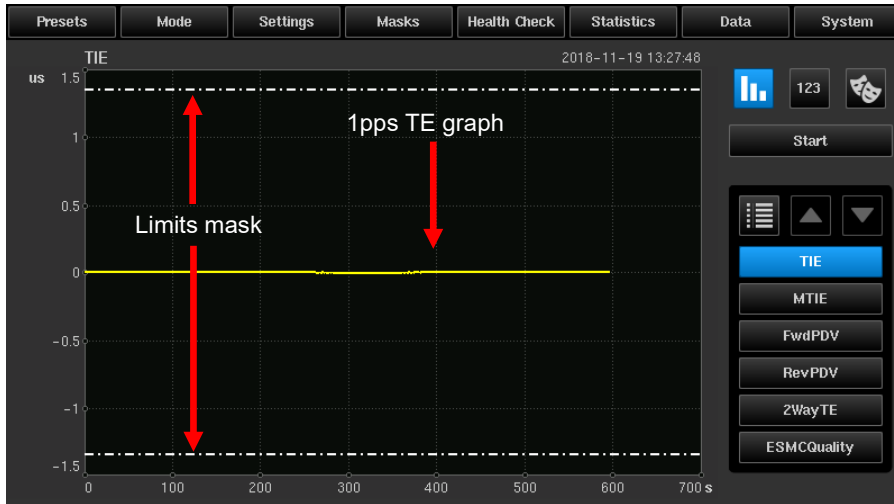 Presets Mode Settings Masks Health Check Statistics Data System
TIE 2018-11-19 13:27:48
us 1.5
123
1pps TE graph
1
Start
0.5
Limits mask
TIE
0
MTIE
FwdPDV
-0.5
RevPDV
-1
2WayTE
ESMCQuality
-1.5
0 100 200 300 400 500 600 700 s